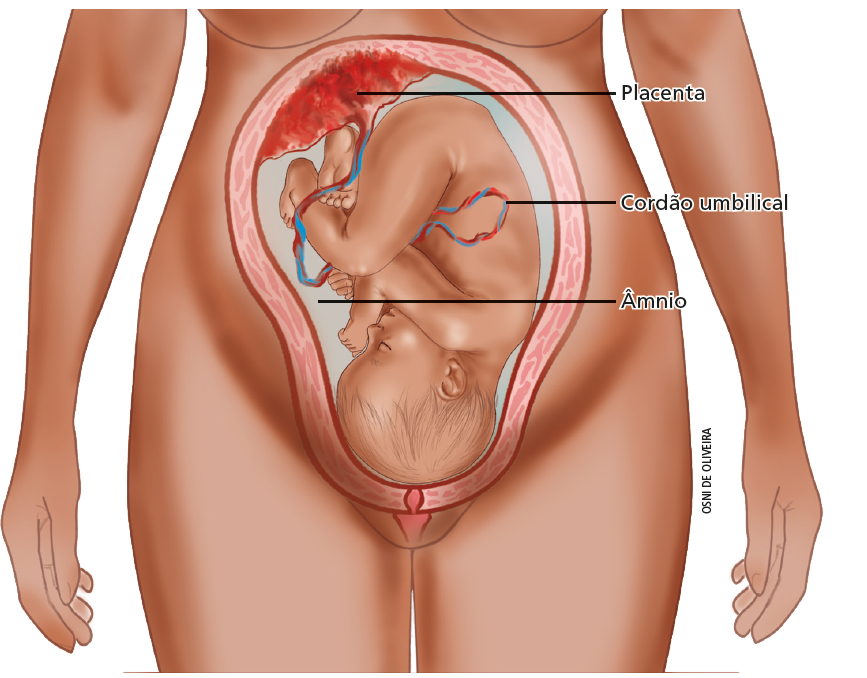 Placenta
Cordão umbilical
Âmnio
OSNI DE OLIVEIRA